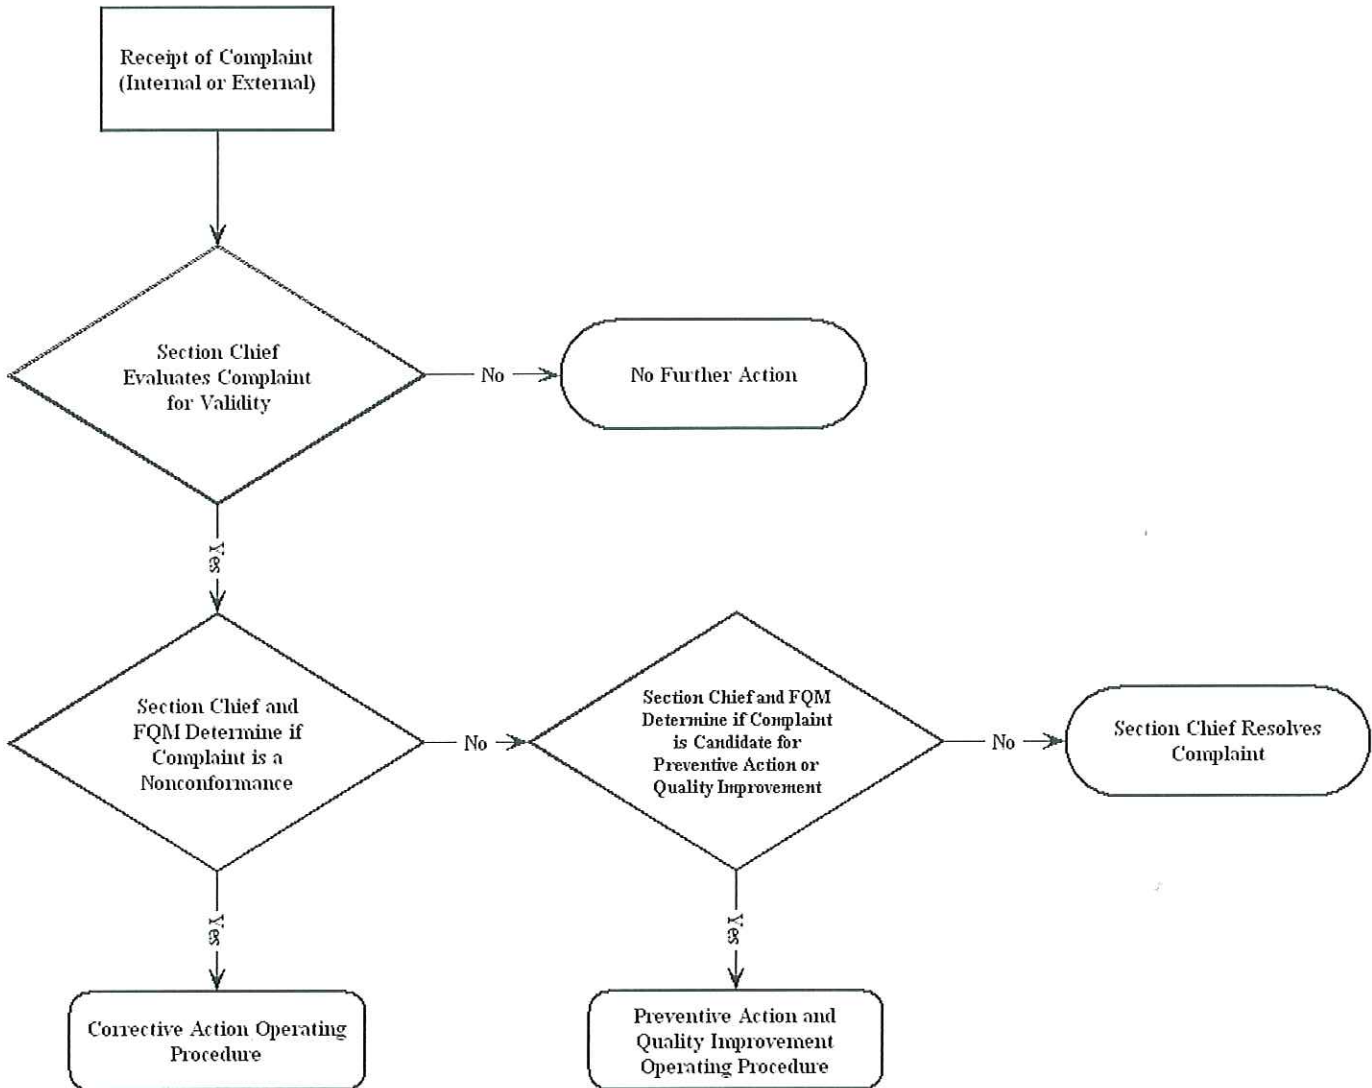 Receipt of Complaint
(Internal or External)
Section Chief
Evaluates Complaint
for Validity
No
No Further Action
Yes
Section Chief and
FQM Determine if
Complaint is a
Nonconformance
No
Section Chief and FQM
Determine if Complaint
is Candidate for
Preventive Action or
Quality Improvement
No
Section Chief Resolves
Complaint
Yes
Yes
Corrective Action Operating
Procedure
Preventive Action and
Quality Improvement
Operating Procedure